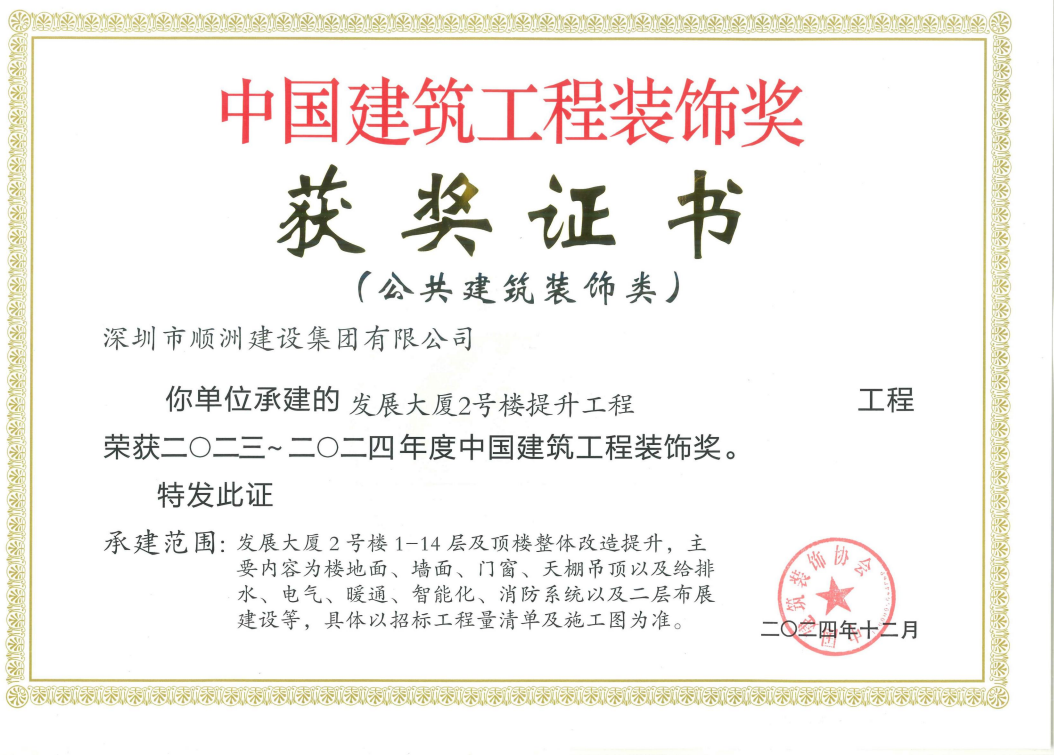 中国建筑工程装饰奖
获奖证书
（公共建筑装饰类）
深圳市顺洲建设集团有限公司
你单位承建的 发展大厦2号楼提升工程 工程
荣获二〇二三~二〇二四年度中国建筑工程装饰奖。
特发此证
承建范围：发展大厦2号楼1-14层及顶楼整体改造提升，主
要内容为楼地面、墙面、门窗、天棚吊顶以及给排
水、电气、暖通、智能化、消防系统以及二层布展
建设等，具体以招标工程量清单及施工图为准。
中国建筑装饰协会
二〇二四年十二月